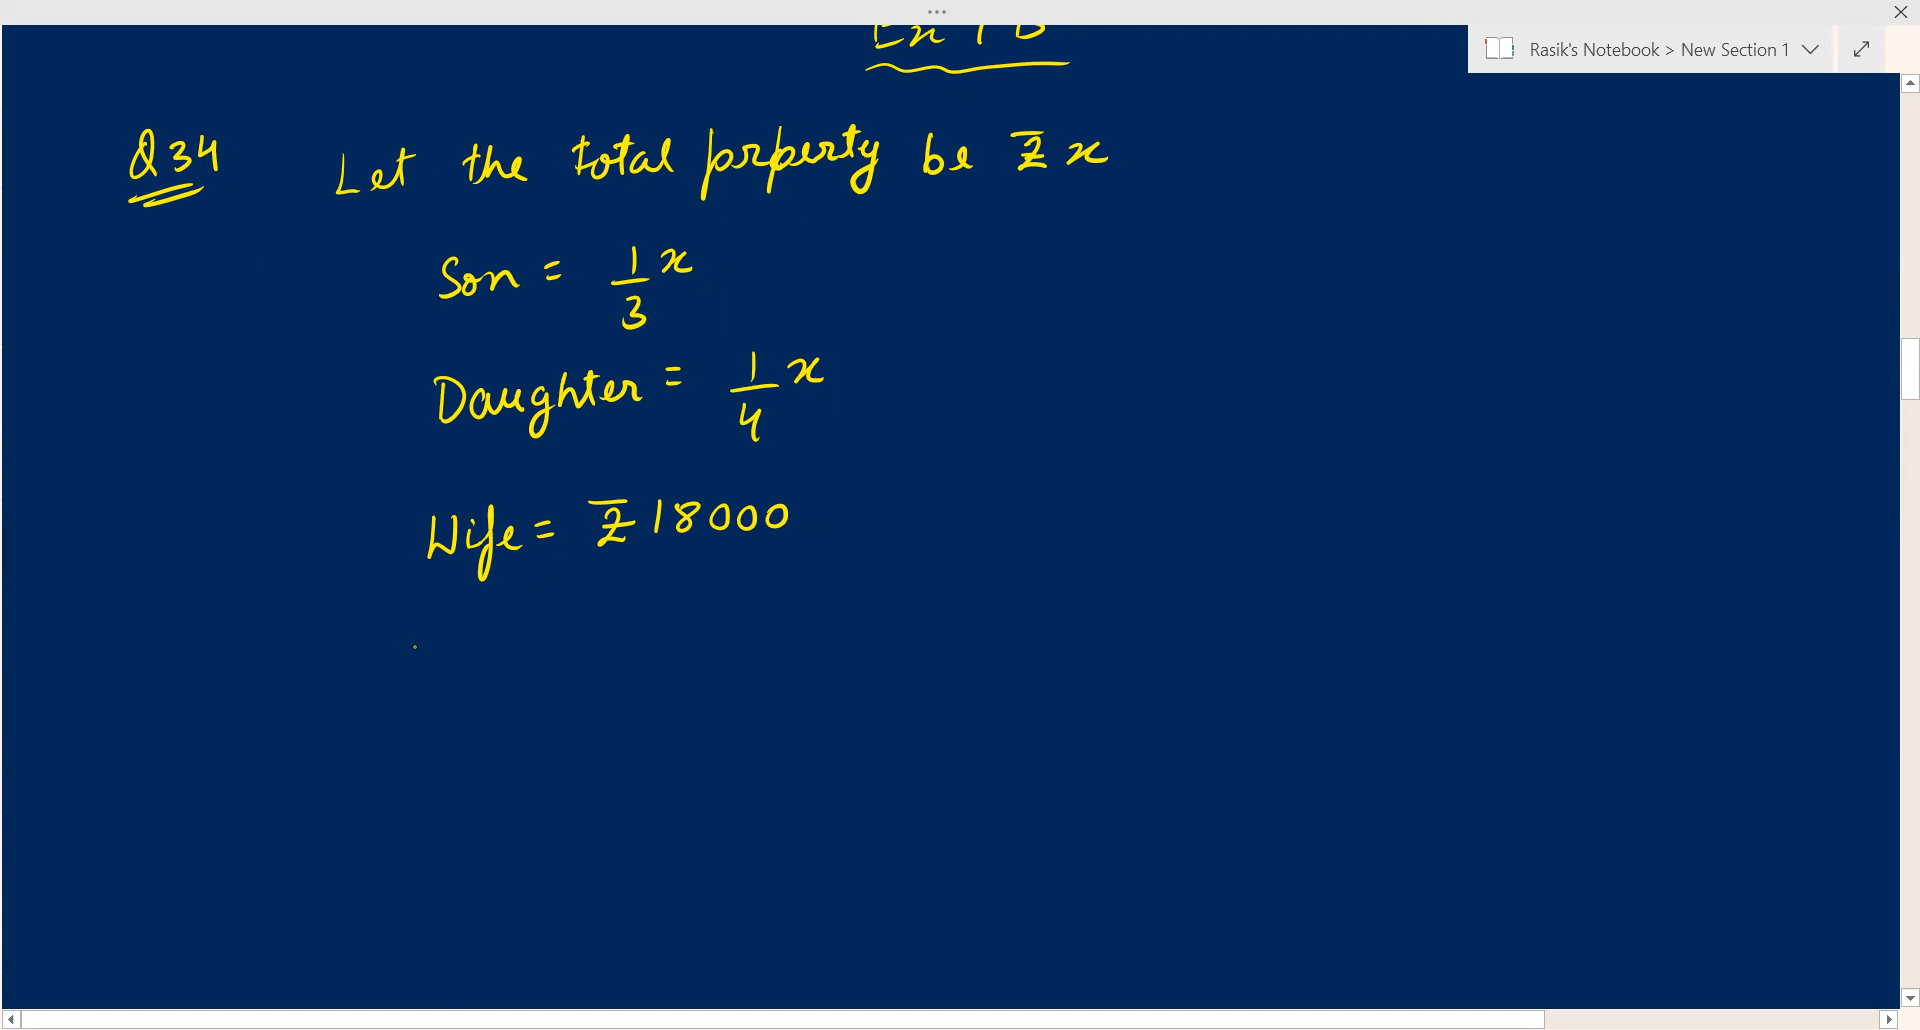 ...
Rasik's Notebook > New Section 1
Q34 Let the total property be ₹ x
Son = 1/3 x
Daughter = 1/4 x
Wife = ₹ 18000